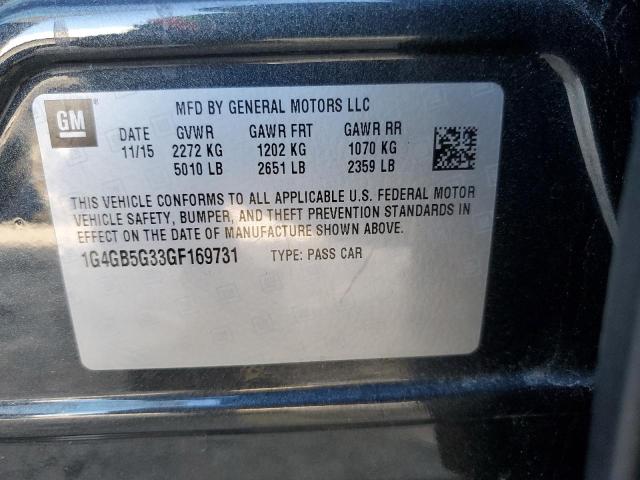 GM
MFD BY GENERAL MOTORS LLC
DATE GVWR GAWR FRT GAWR RR
11/15 2272 KG 1202 KG 1070 KG
5010 LB 2651 LB 2359 LB
THIS VEHICLE CONFORMS TO ALL APPLICABLE U.S. FEDERAL MOTOR
VEHICLE SAFETY, BUMPER, AND THEFT PREVENTION STANDARDS IN
EFFECT ON THE DATE OF MANUFACTURE SHOWN ABOVE.
1G4GB5G33GF169731 TYPE: PASS CAR